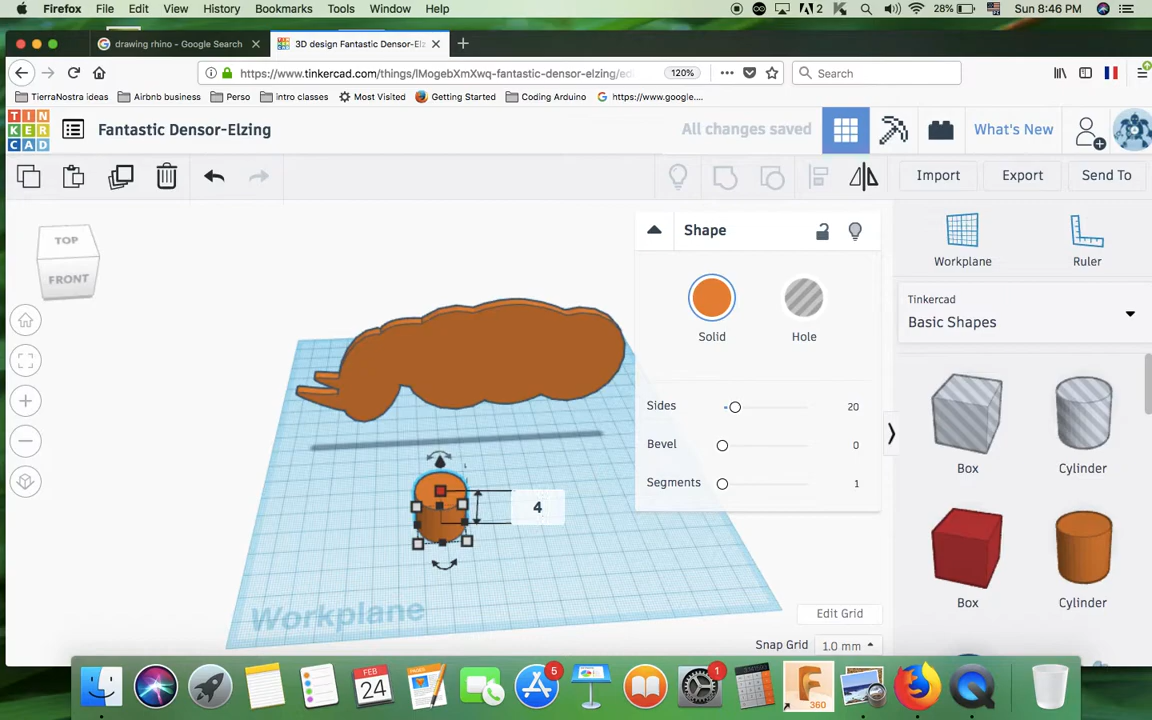 Firefox File Edit View History Bookmarks Tools Window Help 2 28% Sun 8:46 PM
drawing rhino - Google Search 3D design Fantastic Densor-Elz
https://www.tinkercad.com/things/lMogebXmXwq-fantastic-densor-elzing/ed 120% Search
TierraNostra ideas Airbnb business Perso intro classes Most Visited Getting Started Coding Arduino https://www.google....
TIN
KER
CAD
Fantastic Densor-Elzing All changes saved What's New
Import Export Send To
TOP
FRONT
Shape
Solid Hole
Sides 20
Bevel 0
Segments 1
Workplane Ruler
Tinkercad
Basic Shapes
Box Cylinder
Box Cylinder
4
Workplane
Edit Grid
Snap Grid 1.0 mm
FEB
24
5
1
F
360